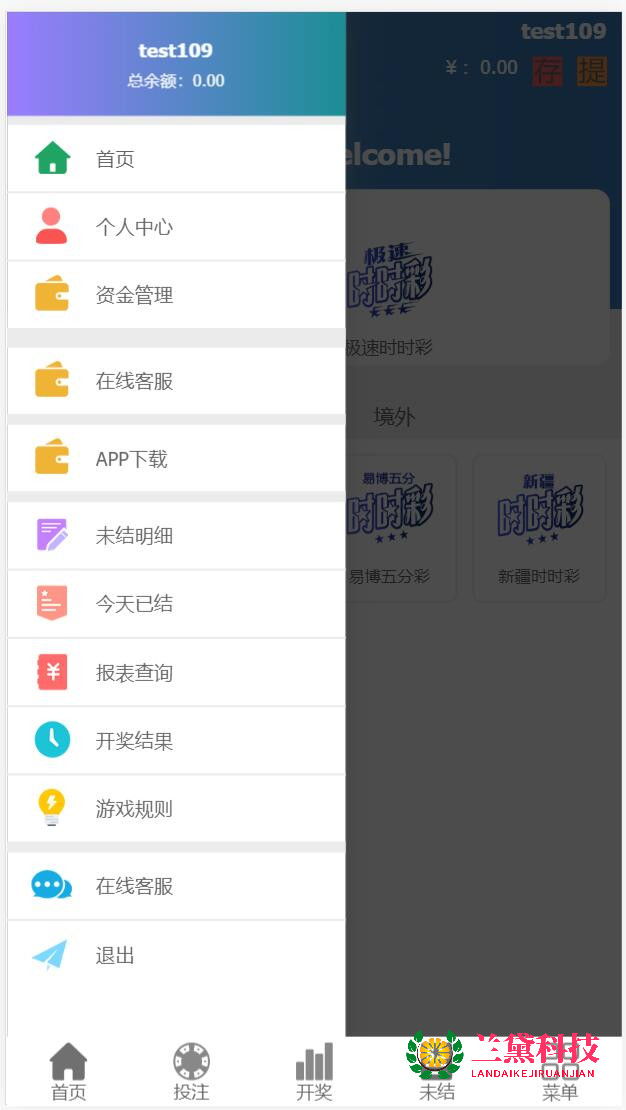 test109
总余额：0.00
首页
个人中心
资金管理
在线客服
APP下载
未结明细
今天已结
报表查询
开奖结果
游戏规则
在线客服
退出
test109
¥： 0.00 存 提
elcome!
极速
时时彩
极速时时彩
境外
易博五分
时时彩
易博五分彩
新疆
时时彩
新疆时时彩
首页
投注
开奖
未结
菜单
兰黛科技
LANDAIKEJIRUANJAN